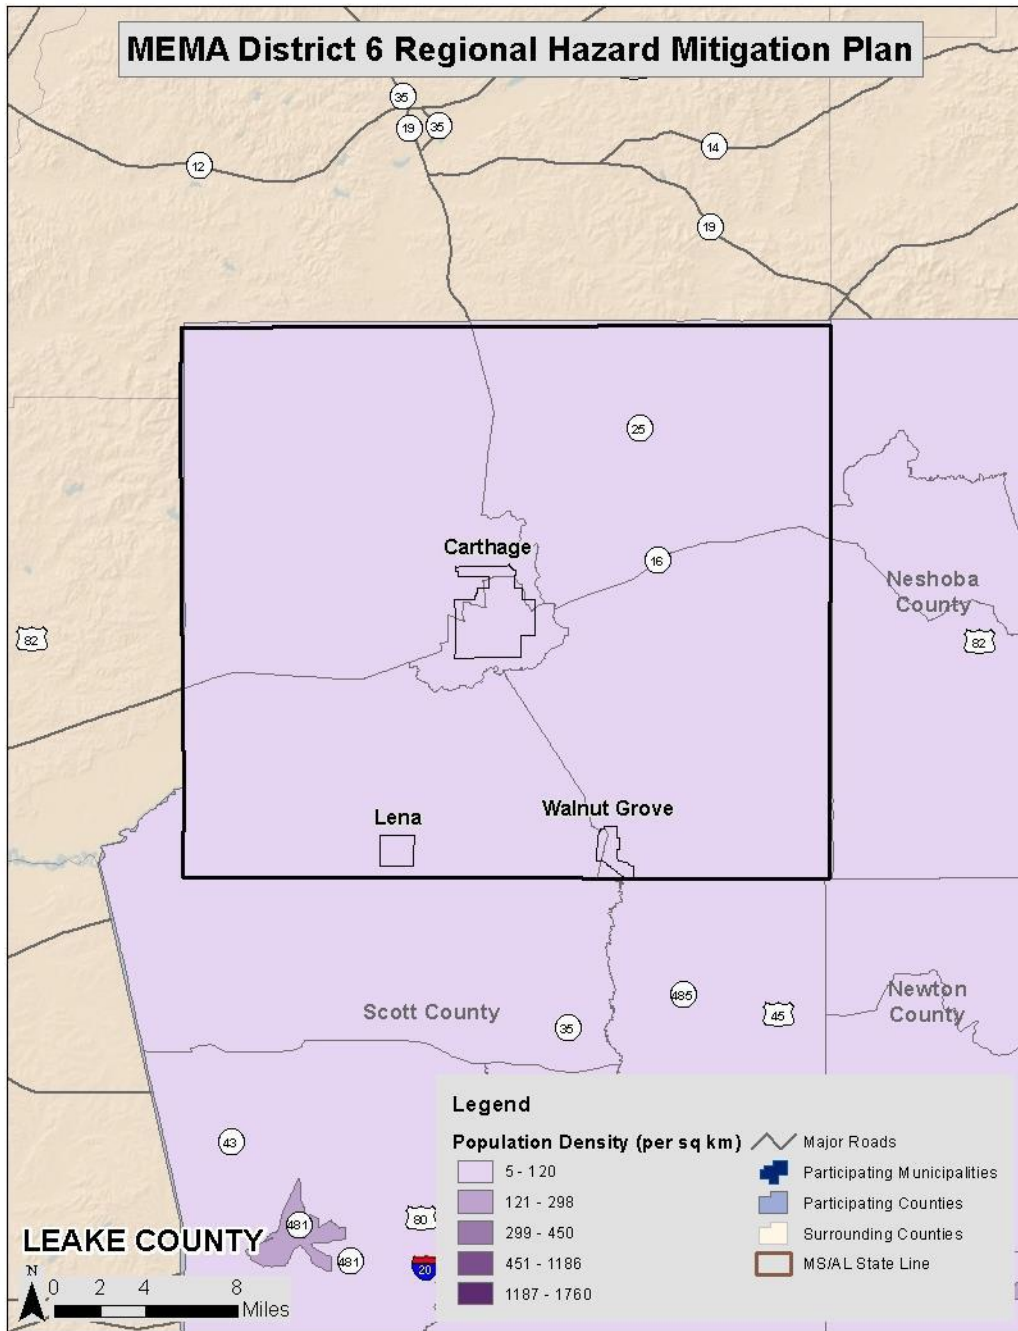 MEMA District 6 Regional Hazard Mitigation Plan
35
19
35
12
14
19
25
Carthage
16
Neshoba
County
82
82
Lena
Walnut Grove
485
Newton
County
Scott County
35
45
43
481
80
481
20
LEAKE COUNTY
N
0 2 4 8
Miles
Legend
Population Density (per sq km)
5 - 120
121 - 298
299 - 450
451 - 1186
1187 - 1760
Major Roads
Participating Municipalities
Participating Counties
Surrounding Counties
MS/AL State Line